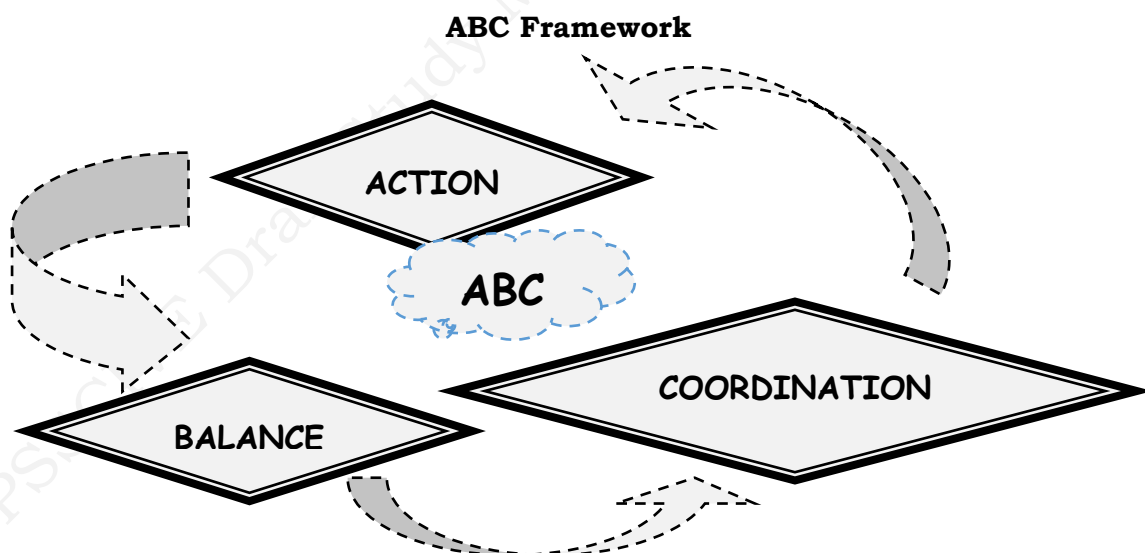 ABC Framework
ACTION
ABC
COORDINATION
BALANCE